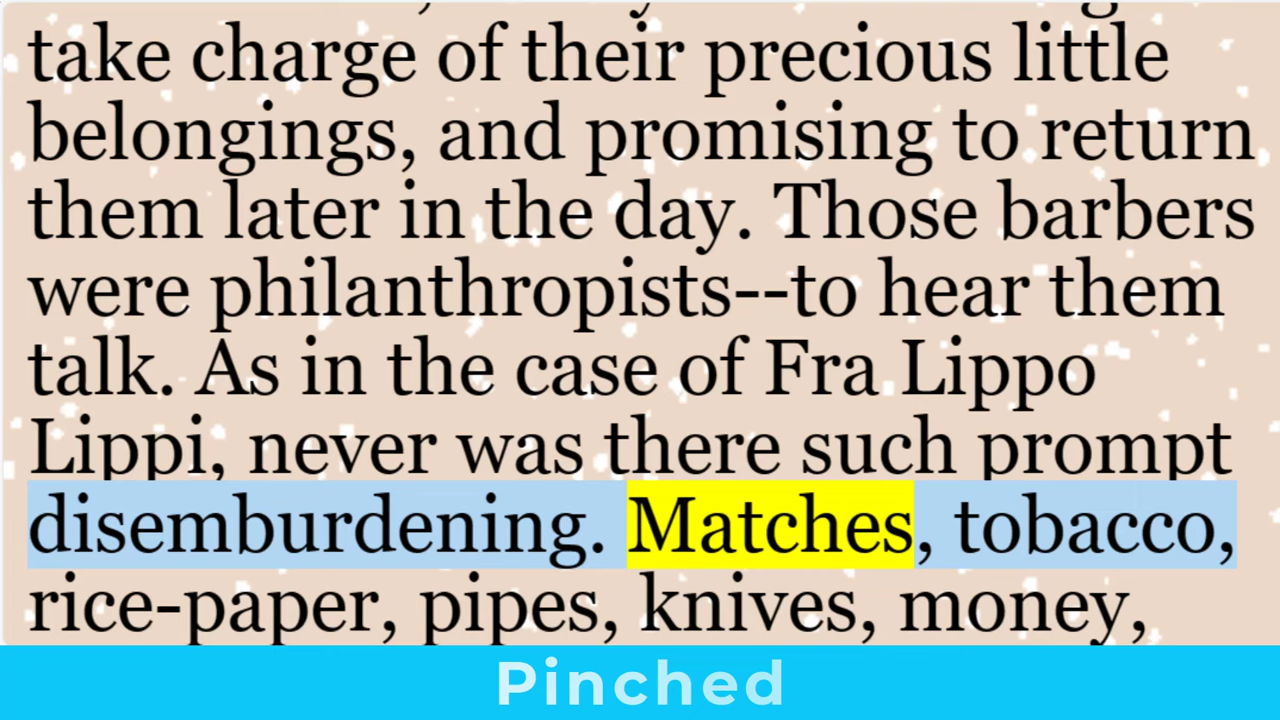 take charge of their precious little
belongings, and promising to return
them later in the day. Those barbers
were philanthropists--to hear them
talk. As in the case of Fra Lippo
Lippi, never was there such prompt
disemburdening. Matches, tobacco,
rice-paper, pipes, knives, money,
Pinched